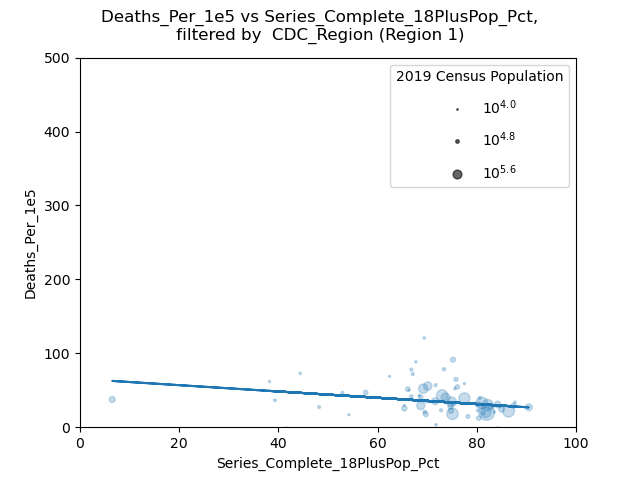 Deaths_Per_1e5 vs Series_Complete_18PlusPop_Pct,
filtered by  CDC_Region (Region 1)
2019 Census Population
10^4.0
10^4.8
10^5.6
Deaths_Per_1e5
500
400
300
200
100
0
0 20 40 60 80 100
Series_Complete_18PlusPop_Pct